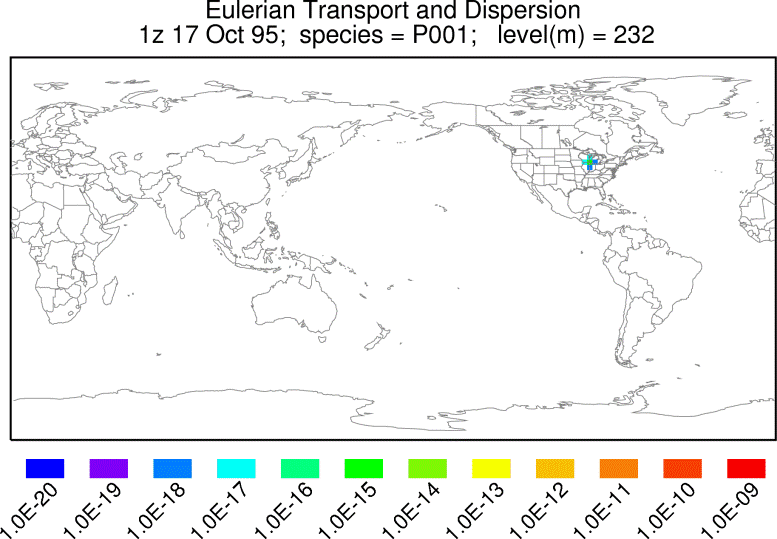 Eulerian Transport and Dispersion
1z 17 Oct 95;  species = P001;   level(m) = 232
1.0E-20
1.0E-19
1.0E-18
1.0E-17
1.0E-16
1.0E-15
1.0E-14
1.0E-13
1.0E-12
1.0E-11
1.0E-10
1.0E-09